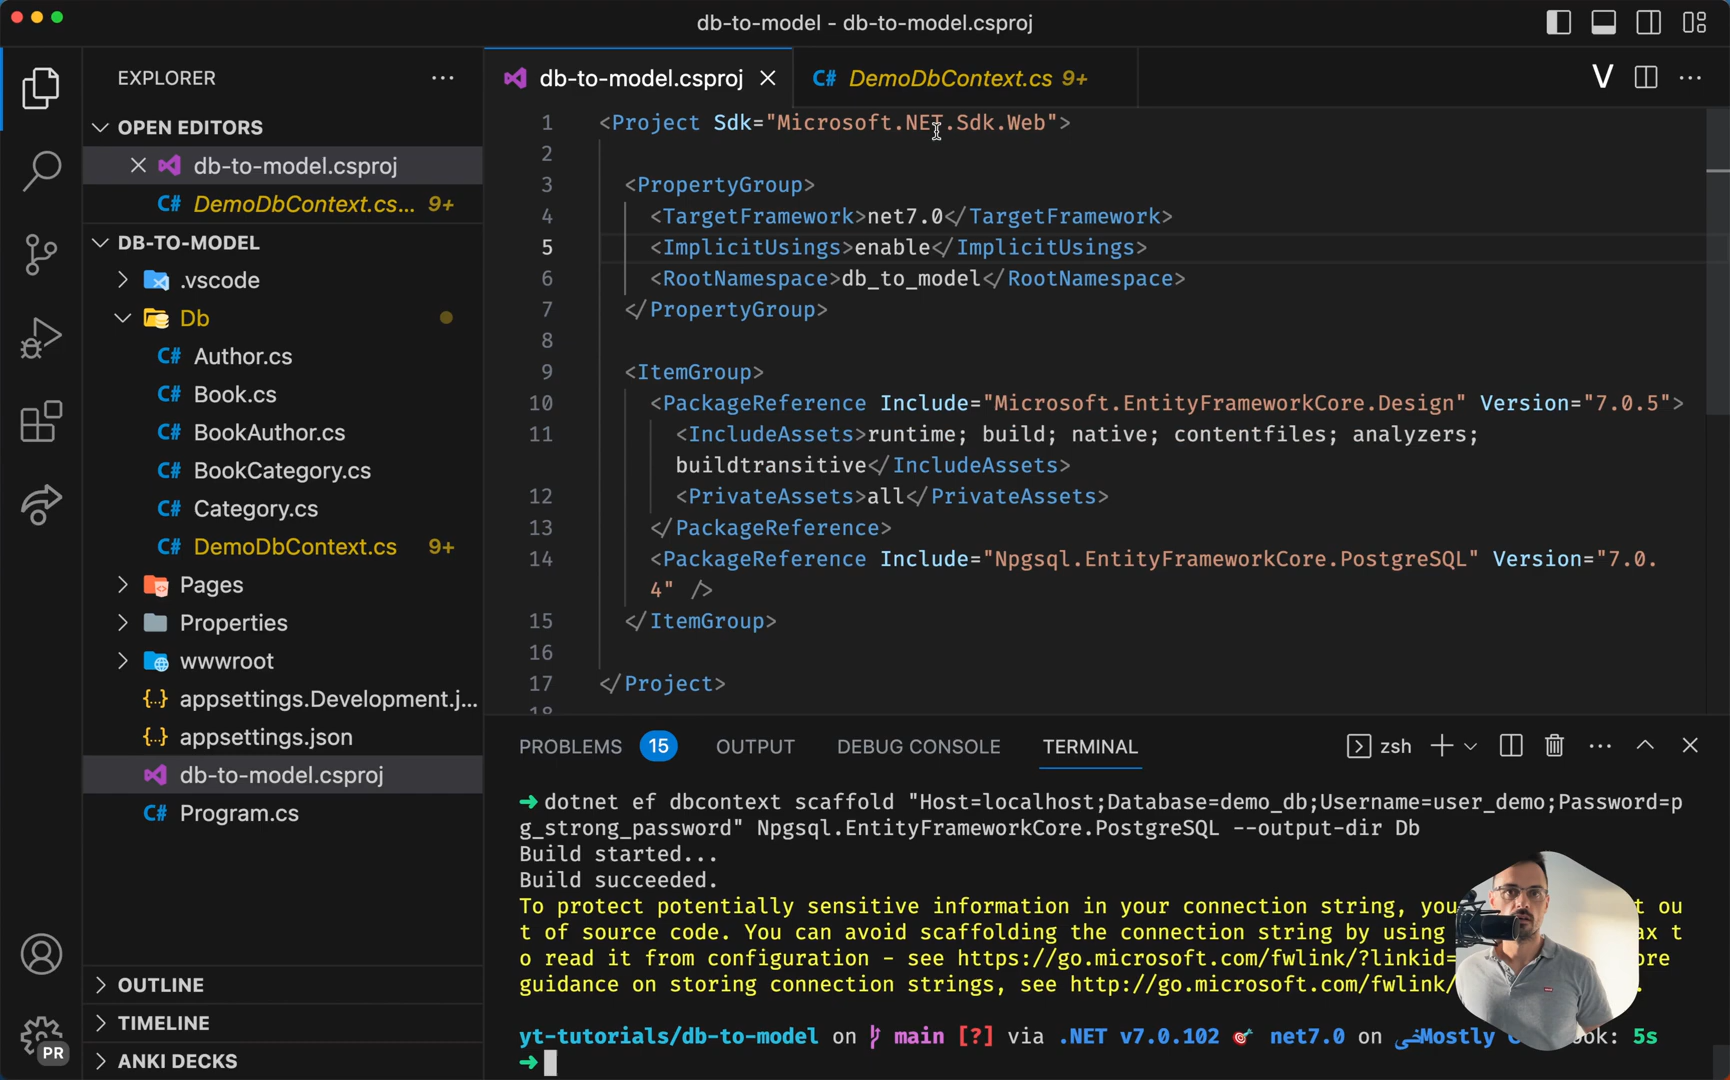 db-to-model - db-to-model.csproj
EXPLORER
OPEN EDITORS
db-to-model.csproj
DemoDbContext.cs... 9+
DB-TO-MODEL
.vscode
Db
C# Author.cs
C# Book.cs
C# BookAuthor.cs
C# BookCategory.cs
C# Category.cs
C# DemoDbContext.cs 9+
Pages
Properties
wwwroot
{..} appsettings.Development.j...
{..} appsettings.json
db-to-model.csproj
C# Program.cs
OUTLINE
TIMELINE
ANKI DECKS
PR
db-to-model.csproj
C# DemoDbContext.cs 9+
V
1 <Project Sdk="Microsoft.NET.Sdk.Web">
2
3 <PropertyGroup>
4 <TargetFramework>net7.0</TargetFramework>
5 <ImplicitUsings>enable</ImplicitUsings>
6 <RootNamespace>db_to_model</RootNamespace>
7 </PropertyGroup>
8
9 <ItemGroup>
10 <PackageReference Include="Microsoft.EntityFrameworkCore.Design" Version="7.0.5">
11 <IncludeAssets>runtime; build; native; contentfiles; analyzers;
buildtransitive</IncludeAssets>
12 <PrivateAssets>all</PrivateAssets>
13 </PackageReference>
14 <PackageReference Include="Npgsql.EntityFrameworkCore.PostgreSQL" Version="7.0.
4" />
15 </ItemGroup>
16
17 </Project>
18
PROBLEMS 15 OUTPUT DEBUG CONSOLE TERMINAL zsh
➜ dotnet ef dbcontext scaffold "Host=localhost;Database=demo_db;Username=user_demo;Password=p
g_strong_password" Npgsql.EntityFrameworkCore.PostgreSQL --output-dir Db
Build started...
Build succeeded.
To protect potentially sensitive information in your connection string, you t ou
t of source code. You can avoid scaffolding the connection string by using ax t
o read it from configuration - see https://go.microsoft.com/fwlink/?linkid= ore
guidance on storing connection strings, see http://go.microsoft.com/fwlink/ .
yt-tutorials/db-to-model on main [?] via .NET v7.0.102 🎯 net7.0 on Mostly ook: 5s
➜